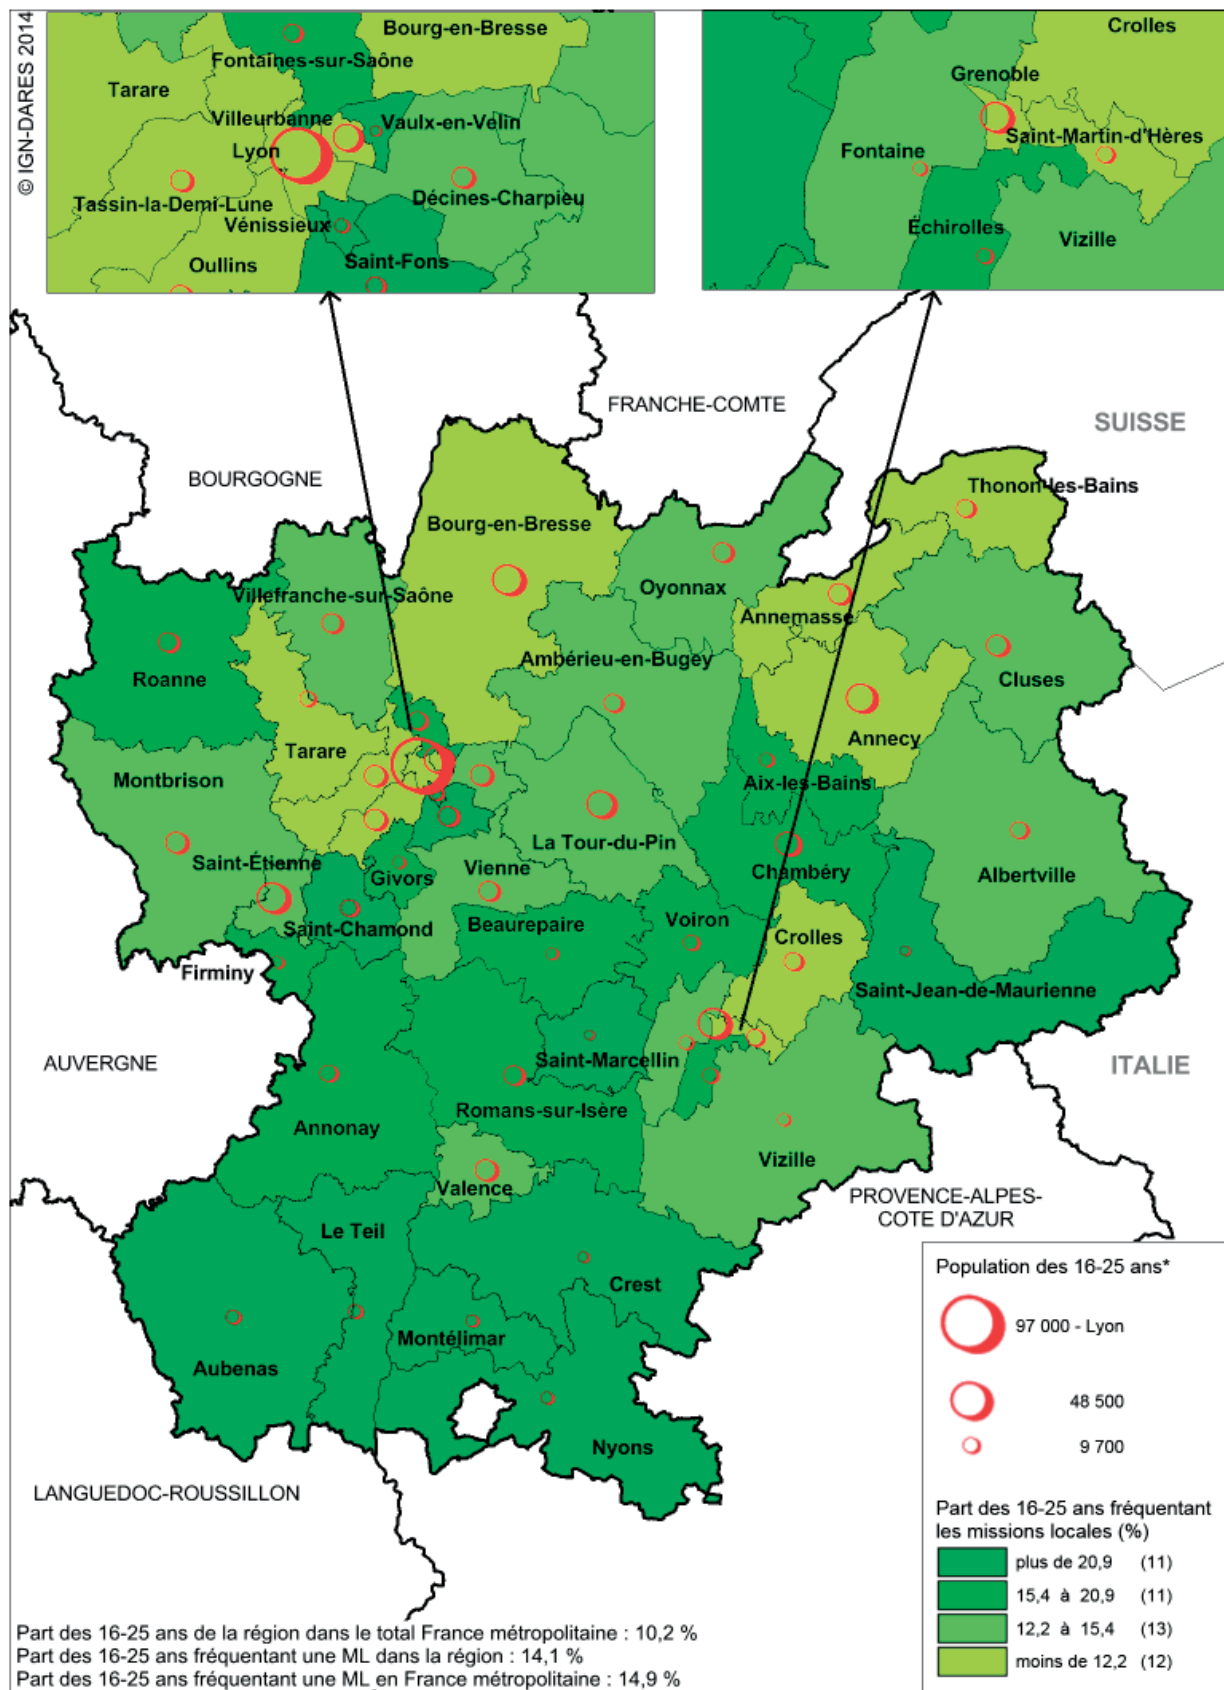 © IGN-DARES 2014
Bourg-en-Bresse
Fontaines-sur-Saône
Tarare
Villeurbanne
Vaulx-en-Velin
Lyon
Tassin-la-Demi-Lune
Décines-Charpieu
Vénissieux
Oullins
Saint-Fons
Crolles
Grenoble
Saint-Martin-d'Hères
Fontaine
Échirolles
Vizille
FRANCHE-COMTE
SUISSE
BOURGOGNE
Thonon-les-Bains
Bourg-en-Bresse
Oyonnax
Villefranche-sur-Saône
Annemasse
Ambérieu-en-Bugey
Roanne
Cluses
Annecy
Tarare
Montbrison
Aix-les-Bains
La Tour-du-Pin
Saint-Étienne
Givors
Vienne
Chambéry
Albertville
Saint-Chamond
Beaurepaire
Voiron
Crolles
Firminy
Saint-Jean-de-Maurienne
AUVERGNE
Saint-Marcellin
ITALIE
Romans-sur-Isère
Annonay
Vizille
Valence
PROVENCE-ALPES-
COTE D'AZUR
Le Teil
Crest
Montélimar
Aubenas
Nyons
LANGUEDOC-ROUSSILLON
Population des 16-25 ans*
97 000 - Lyon
48 500
9 700
Part des 16-25 ans fréquentant
les missions locales (%)
plus de 20,9 (11)
15,4 à 20,9 (11)
12,2 à 15,4 (13)
moins de 12,2 (12)
Part des 16-25 ans de la région dans le total France métropolitaine : 10,2 %
Part des 16-25 ans fréquentant une ML dans la région : 14,1 %
Part des 16-25 ans fréquentant une ML en France métropolitaine : 14,9 %